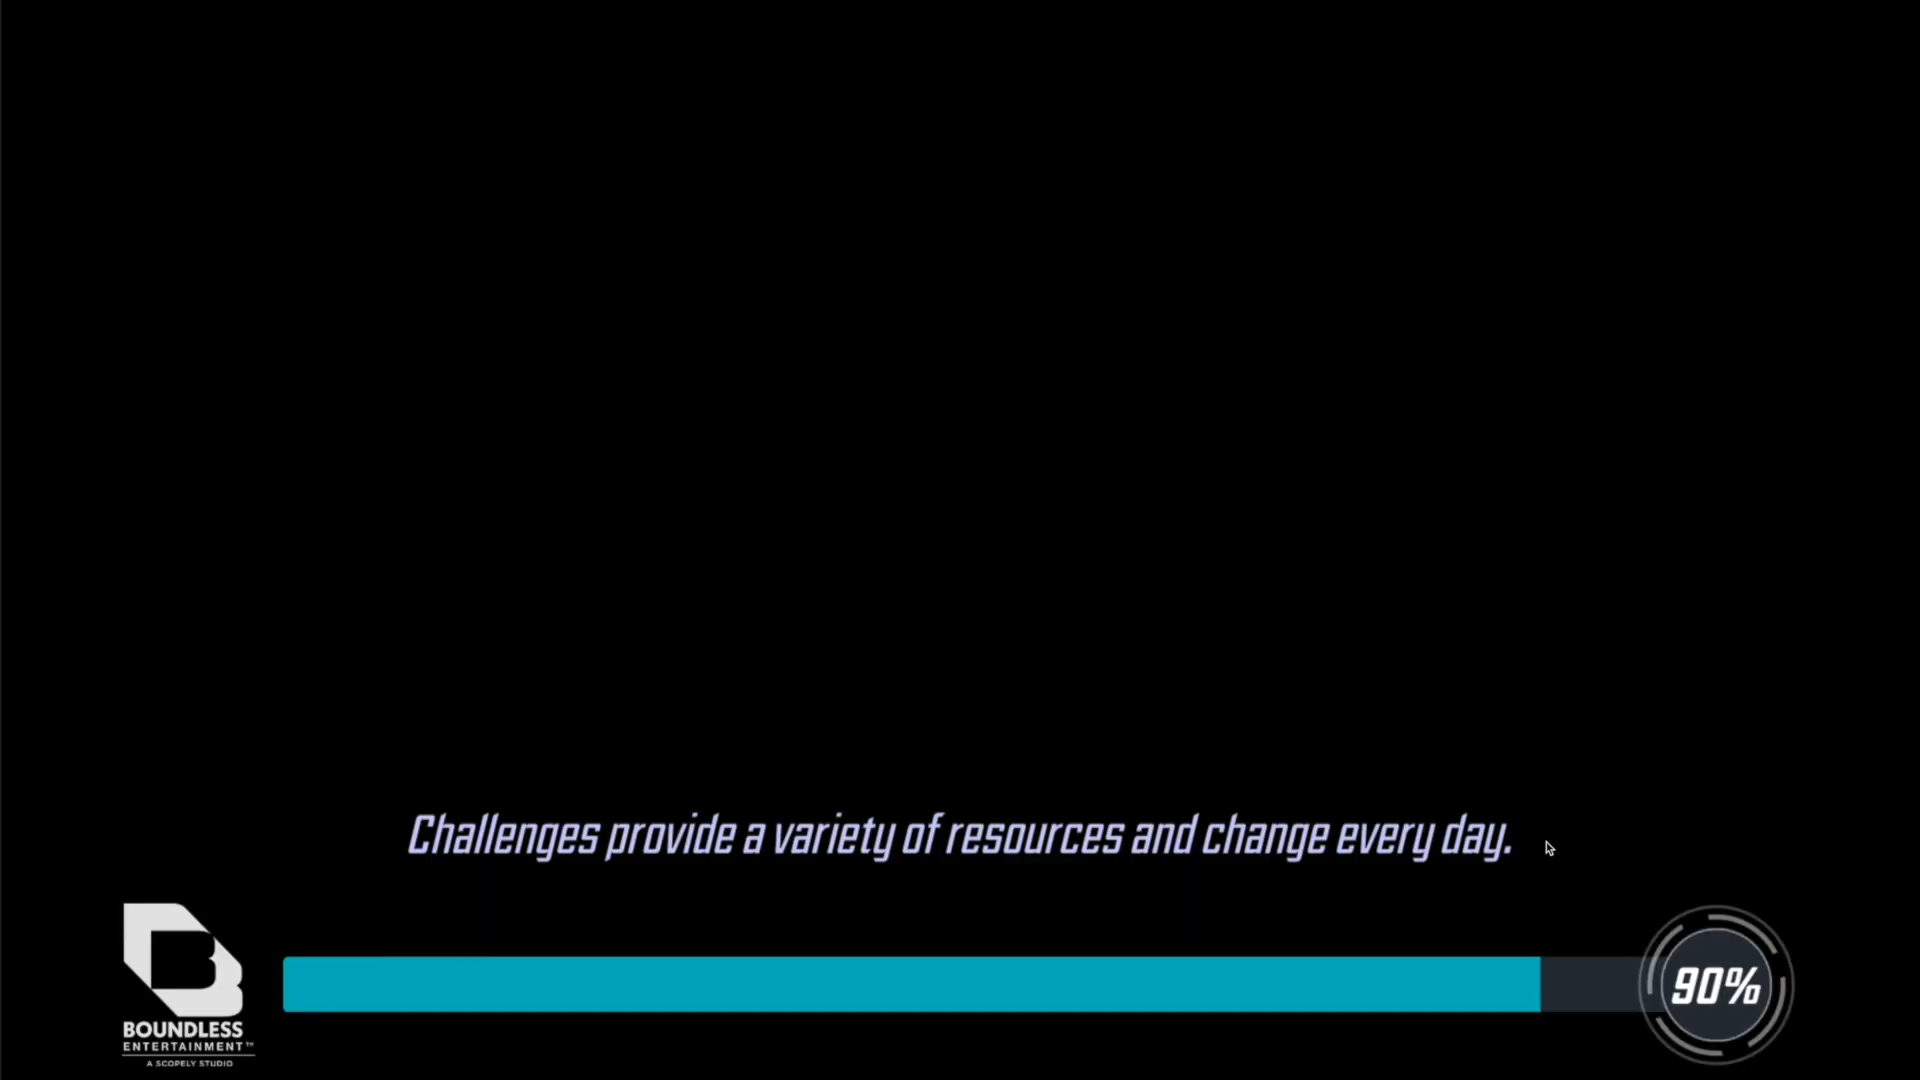 Challenges provide a variety of resources and change every day.
BOUNDLESS
ENTERTAINMENT™
A SCOPELY STUDIO
90%